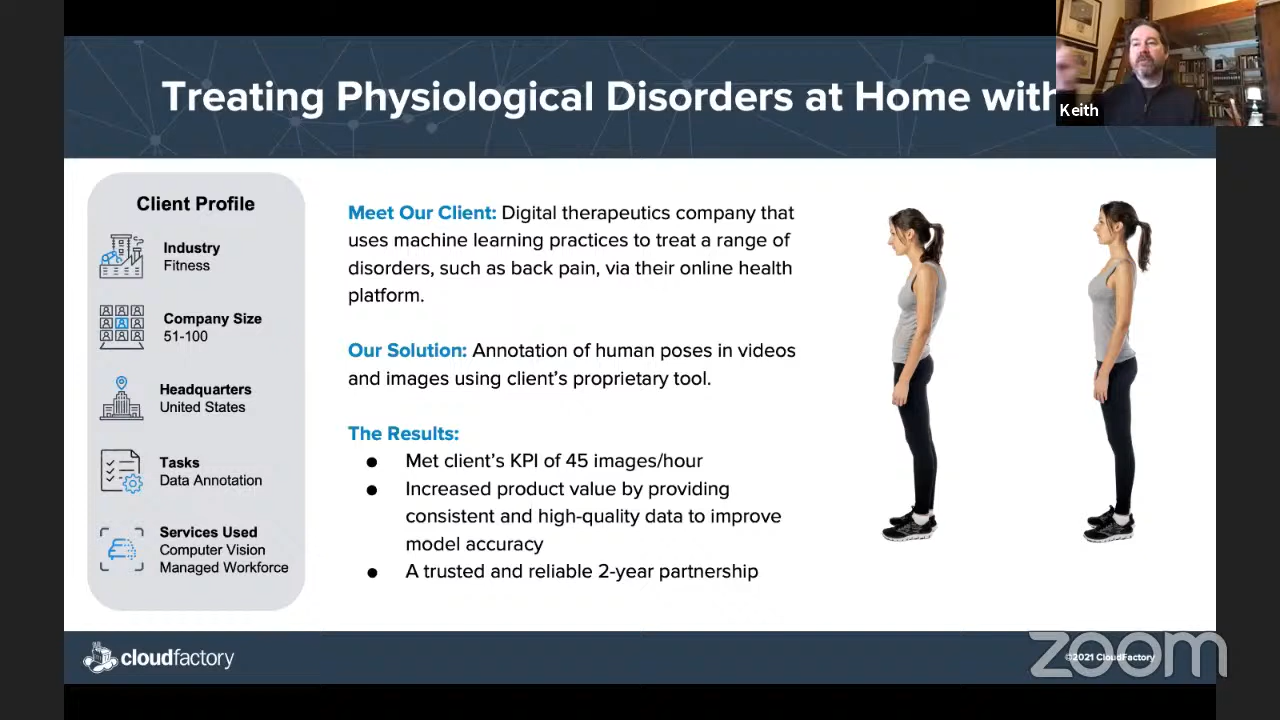 Treating Physiological Disorders at Home with
Keith
Client Profile
Industry
Fitness
Company Size
51-100
Headquarters
United States
Tasks
Data Annotation
Services Used
Computer Vision
Managed Workforce
Meet Our Client: Digital therapeutics company that
uses machine learning practices to treat a range of
disorders, such as back pain, via their online health
platform.
Our Solution: Annotation of human poses in videos
and images using client's proprietary tool.
The Results:
● Met client's KPI of 45 images/hour
● Increased product value by providing
consistent and high-quality data to improve
model accuracy
● A trusted and reliable 2-year partnership
cloudfactory
©2021 CloudFactory
zoom